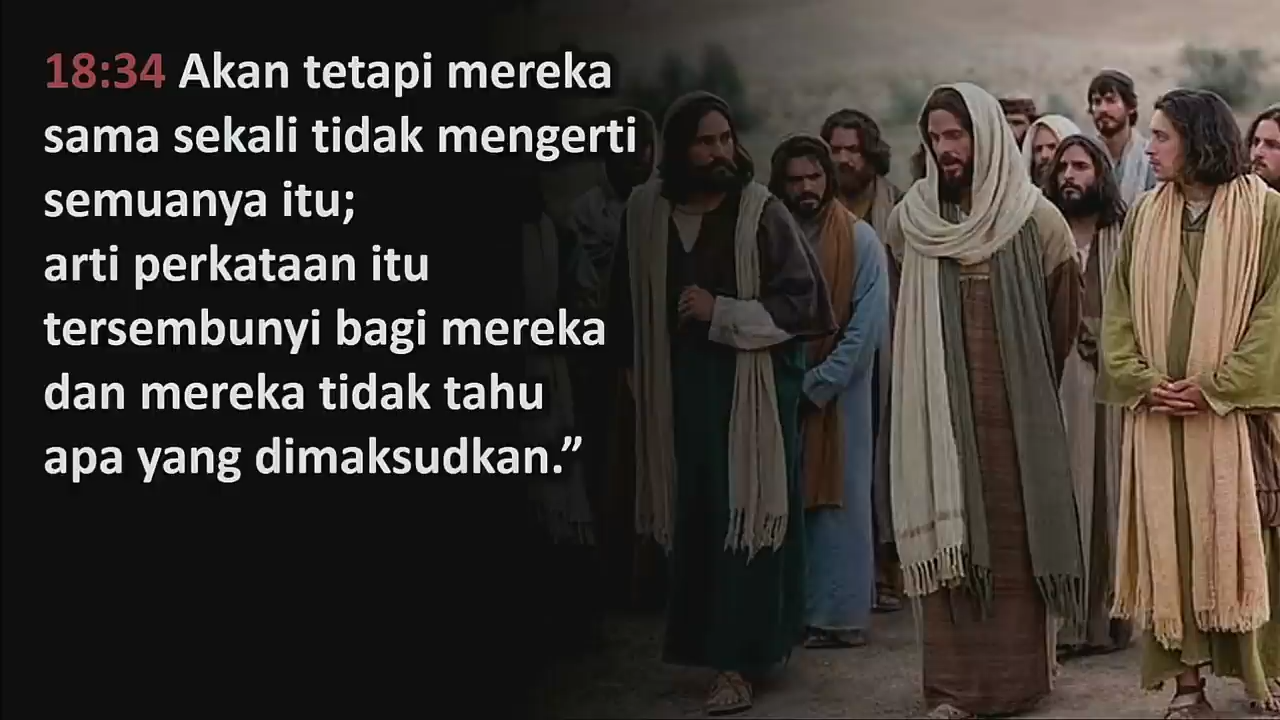 18:34 Akan tetapi mereka
sama sekali tidak mengerti
semuanya itu;
arti perkataan itu
tersembunyi bagi mereka
dan mereka tidak tahu
apa yang dimaksudkan.”